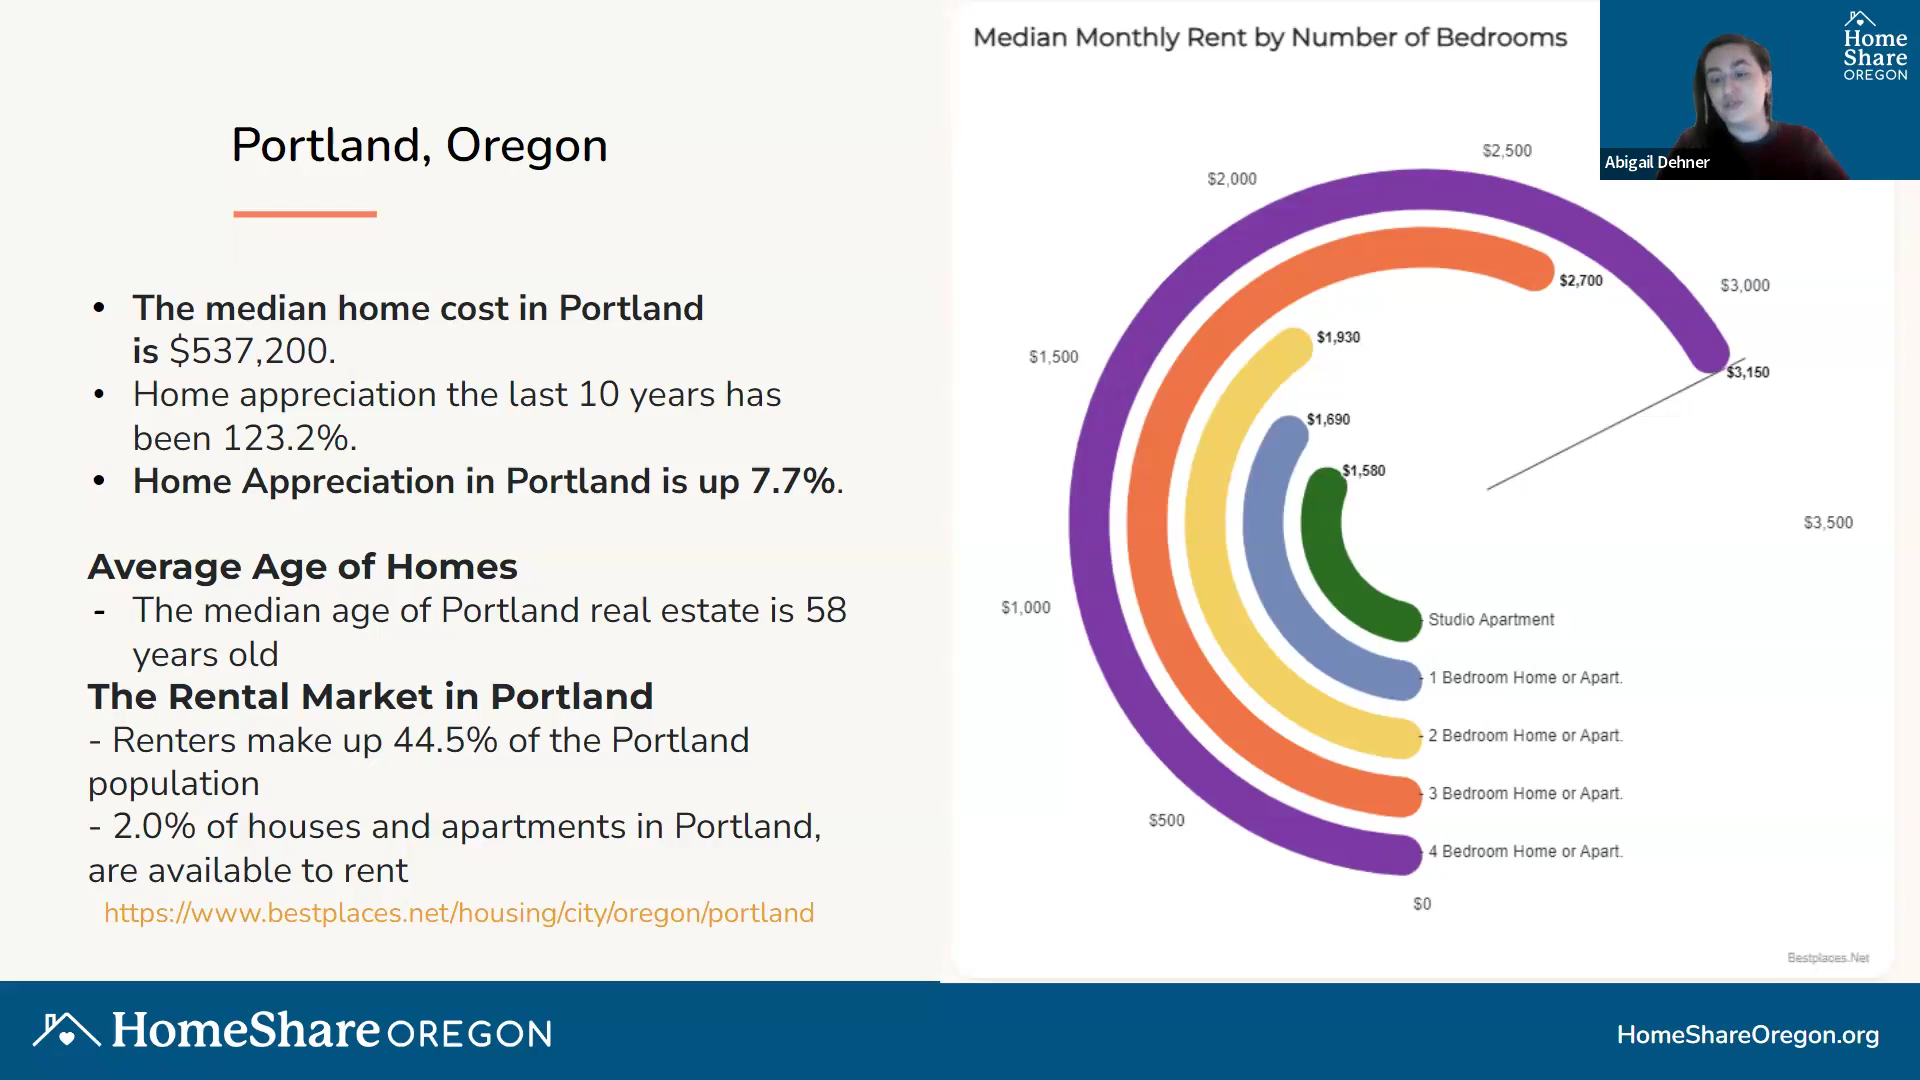 Portland, Oregon
• The median home cost in Portland
is $537,200.
• Home appreciation the last 10 years has
been 123.2%.
• Home Appreciation in Portland is up 7.7%.
Average Age of Homes
- The median age of Portland real estate is 58
years old
The Rental Market in Portland
- Renters make up 44.5% of the Portland
population
- 2.0% of houses and apartments in Portland,
are available to rent
https://www.bestplaces.net/housing/city/oregon/portland
Median Monthly Rent by Number of Bedrooms
$2,500
$2,000
$3,000
$2,700
$1,930
$1,500
$3,150
$1,690
$1,580
$3,500
$1,000
Studio Apartment
1 Bedroom Home or Apart.
2 Bedroom Home or Apart.
3 Bedroom Home or Apart.
$500
4 Bedroom Home or Apart.
$0
Bestplaces.Net
Home
Share
OREGON
Abigail Dehner
HomeShare OREGON
HomeShareOregon.org